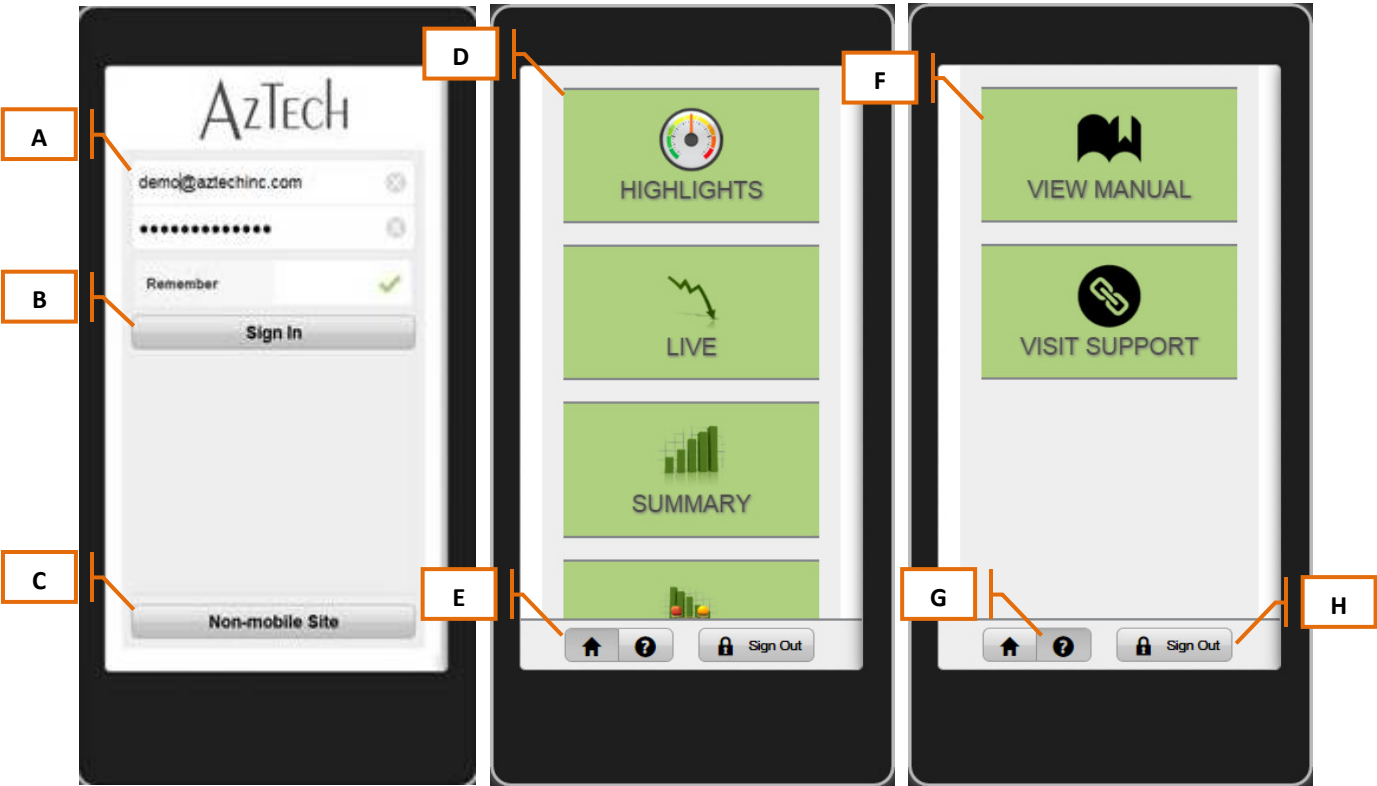 A
B
C
AzTech
demo@aztechinc.com
•••••••••••••
Remember
Sign In
Non-mobile Site
D
E
HIGHLIGHTS
LIVE
SUMMARY
Sign Out
F
G
H
VIEW MANUAL
VISIT SUPPORT
Sign Out